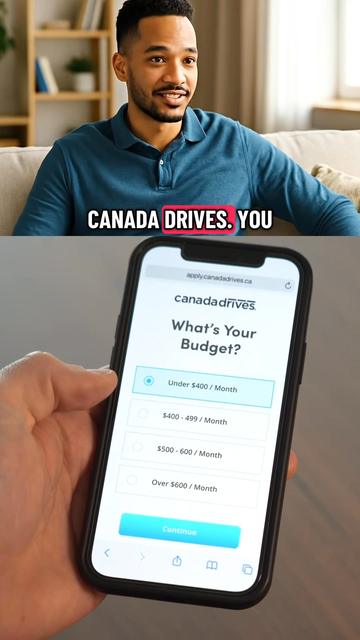 CANADA DRIVES. YOU
apply.canadadrives.ca
canadadrives
What's Your
Budget?
Under $400 / Month
$400 - 499 / Month
$500 - 600 / Month
Over $600 / Month
Continue